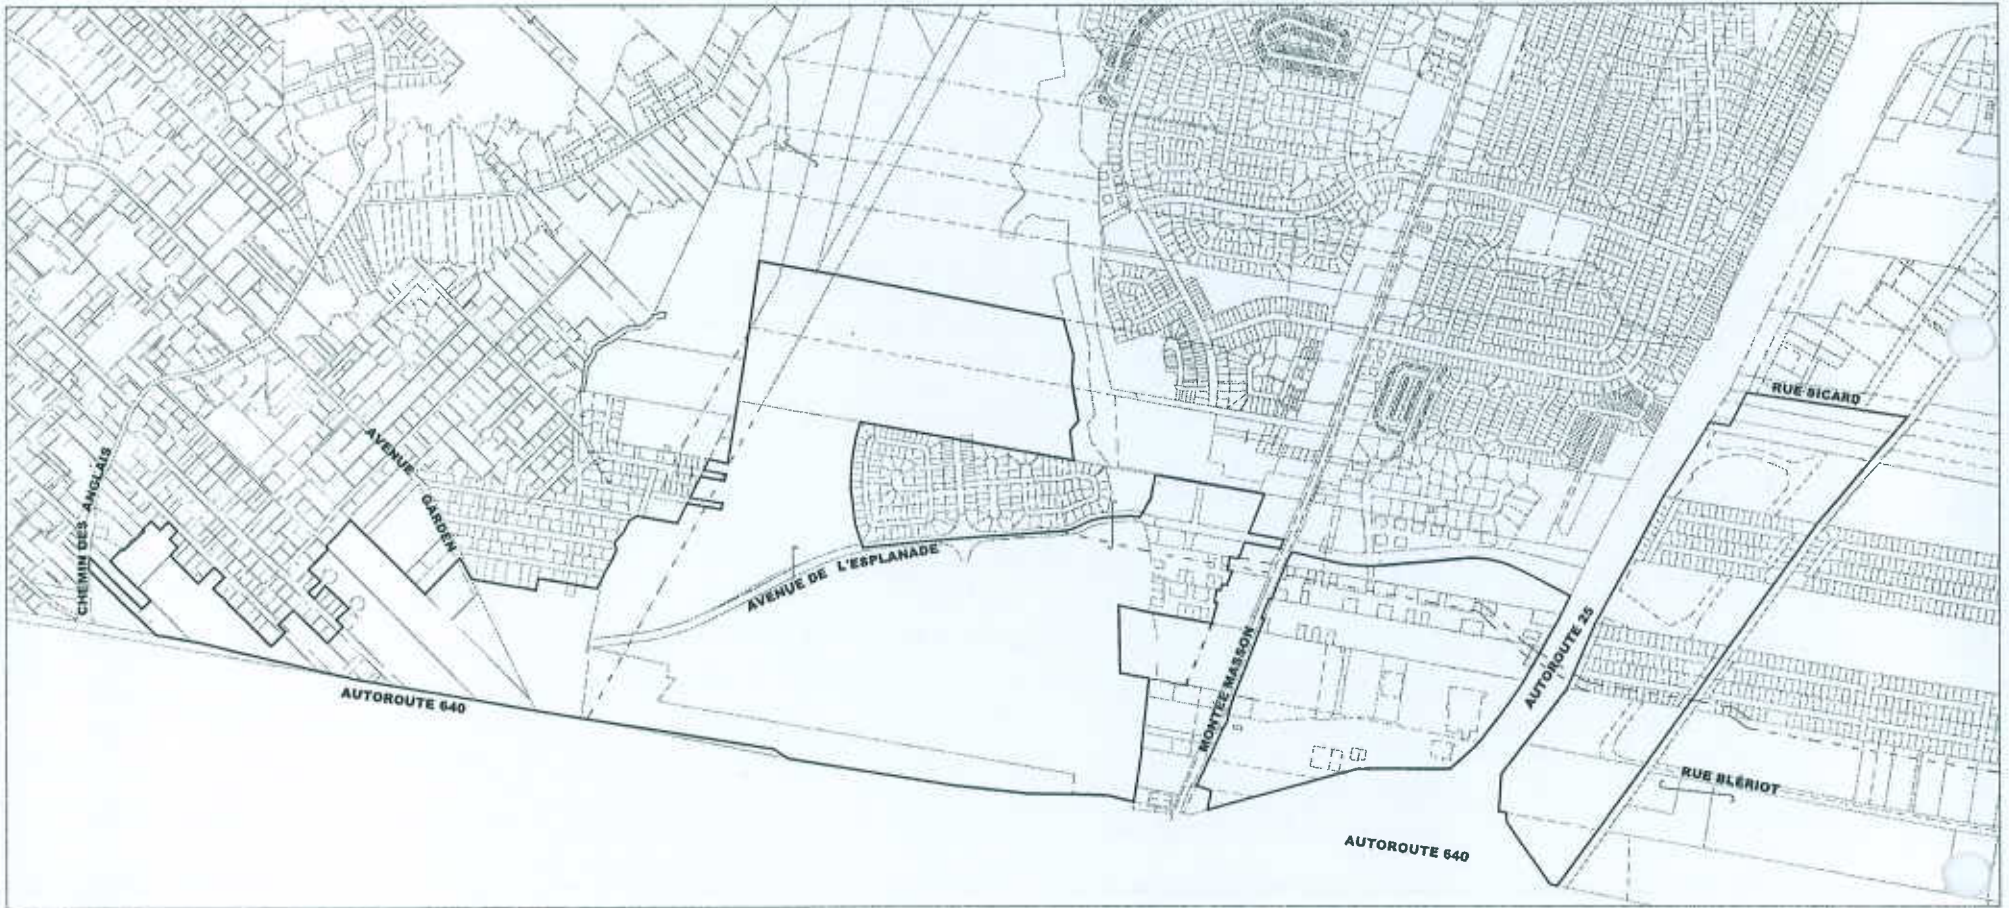 RUE SICARD
AVENUE GARDEN
CHEMIN DES ANGLAIS
AVENUE DE L'ESPLANADE
AUTOROUTE 25
MONTÉE MASSON
AUTOROUTE 640
RUE BLÉRIOT
AUTOROUTE 640